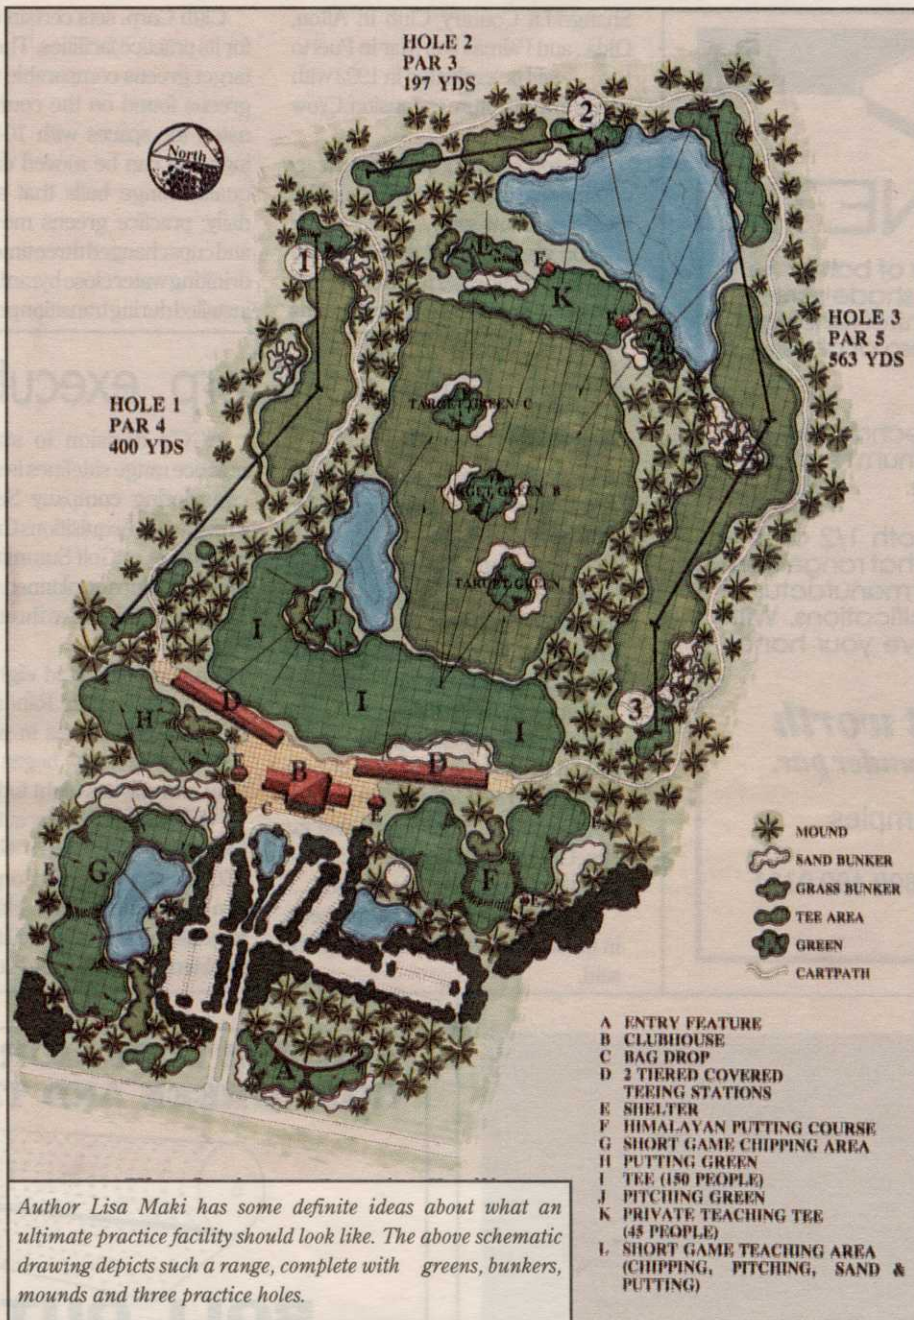 HOLE 2
PAR 3
197 YDS
North
2
1
L
E
K
E
HOLE 3
PAR 5
563 YDS
HOLE 1
PAR 4
400 YDS
TARGET GREEN C
ARGUT GREEN B
TARUPT GREEN A
I
J
I
I
H
D
3
D
E
B
C
E
E
G
F
E
E
A
MOUND
SAND BUNKER
GRASS BUNKER
TEE AREA
GREEN
CARTPATH
A ENTRY FEATURE
B CLUBHOUSE
C BAG DROP
D 2 TIERED COVERED
TEEING STATIONS
E SHELTER
F HIMALAYAN PUTTING COURSE
G SHORT GAME CHIPPING AREA
H PUTTING GREEN
I TEE (150 PEOPLE)
J PITCHING GREEN
K PRIVATE TEACHING TEE
(45 PEOPLE)
L SHORT GAME TEACHING AREA
(CHIPPING, PITCHING, SAND &
PUTTING)
Author Lisa Maki has some definite ideas about what an
ultimate practice facility should look like. The above schematic
drawing depicts such a range, complete with greens, bunkers,
mounds and three practice holes.